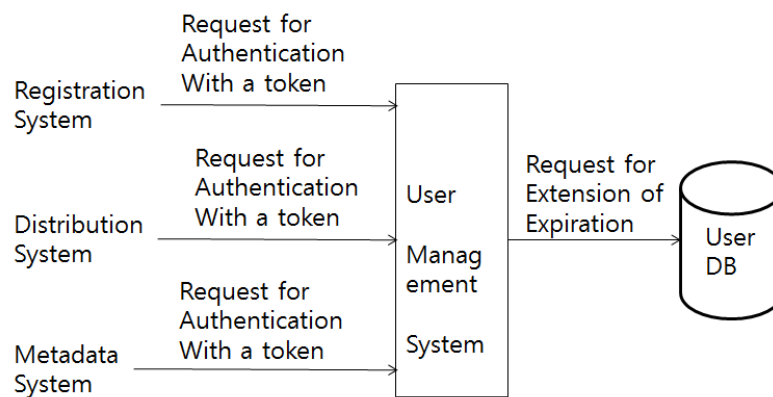 Request for
Authentication
With a token
Registration
System
Request for
Authentication
With a token
Distribution
System
Request for
Authentication
With a token
Metadata
System
User
Manag
ement
System
Request for
Extension of
Expiration
User
DB